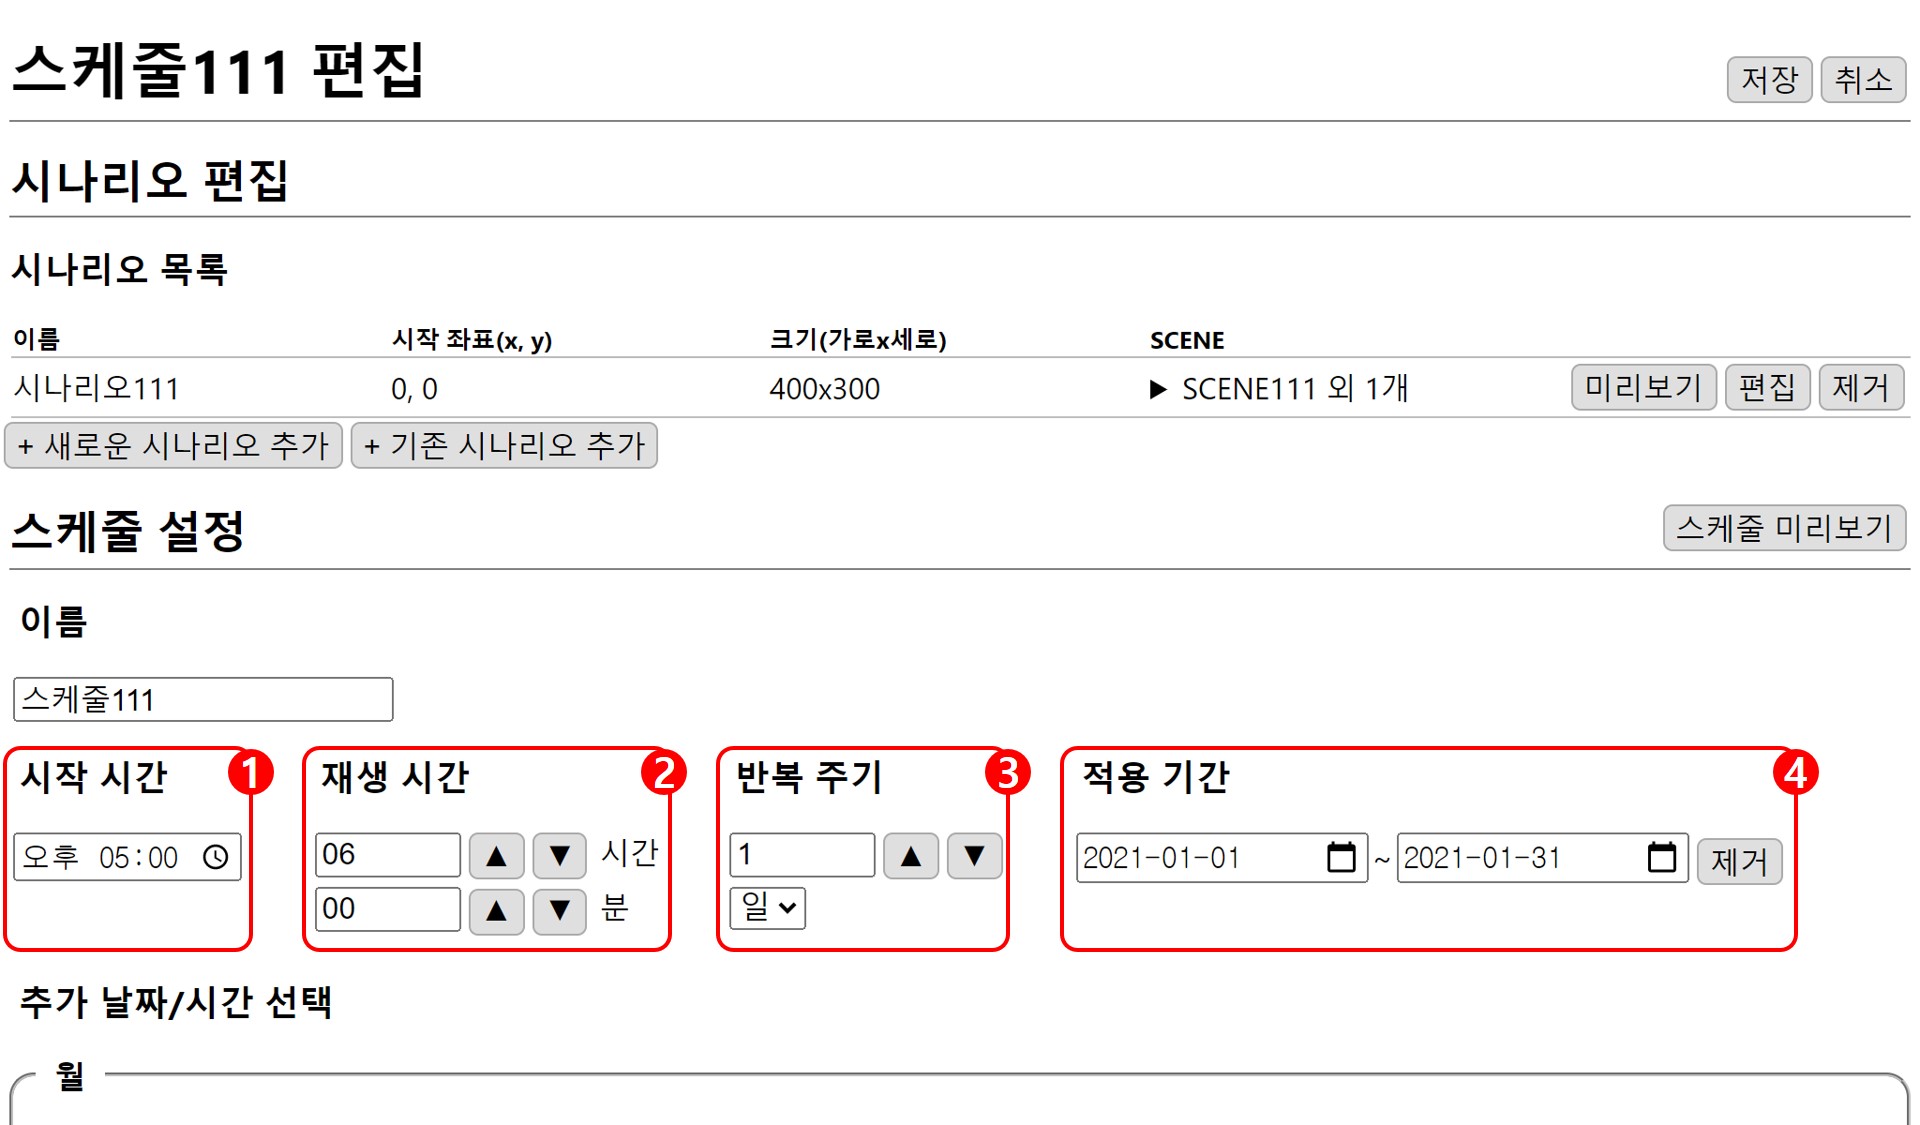 스케줄111 편집
저장 취소
시나리오 편집
시나리오 목록
이름 시작 좌표(x, y) 크기(가로x세로) SCENE
시나리오111 0, 0 400x300 ▶ SCENE111 외 1개 미리보기 편집 제거
+ 새로운 시나리오 추가 + 기존 시나리오 추가
스케줄 설정 스케줄 미리보기
이름
스케줄111
시작 시간 1 재생 시간 2 반복 주기 3 적용 기간 4
오후 05:00 06 ▲ ▼ 시간 1 ▲ ▼ 2021-01-01 ~ 2021-01-31 제거
00 ▲ ▼ 분 일
추가 날짜/시간 선택
월